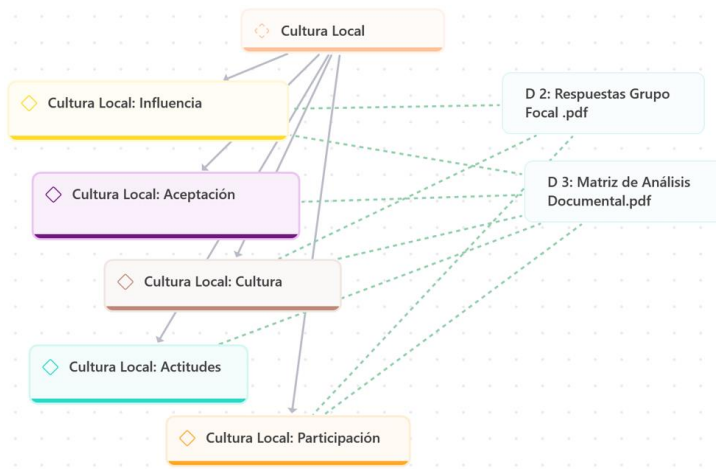 Cultura Local
Cultura Local: Influencia
D 2: Respuestas Grupo
Focal .pdf
Cultura Local: Aceptación
D 3: Matriz de Análisis
Documental.pdf
Cultura Local: Cultura
Cultura Local: Actitudes
Cultura Local: Participación